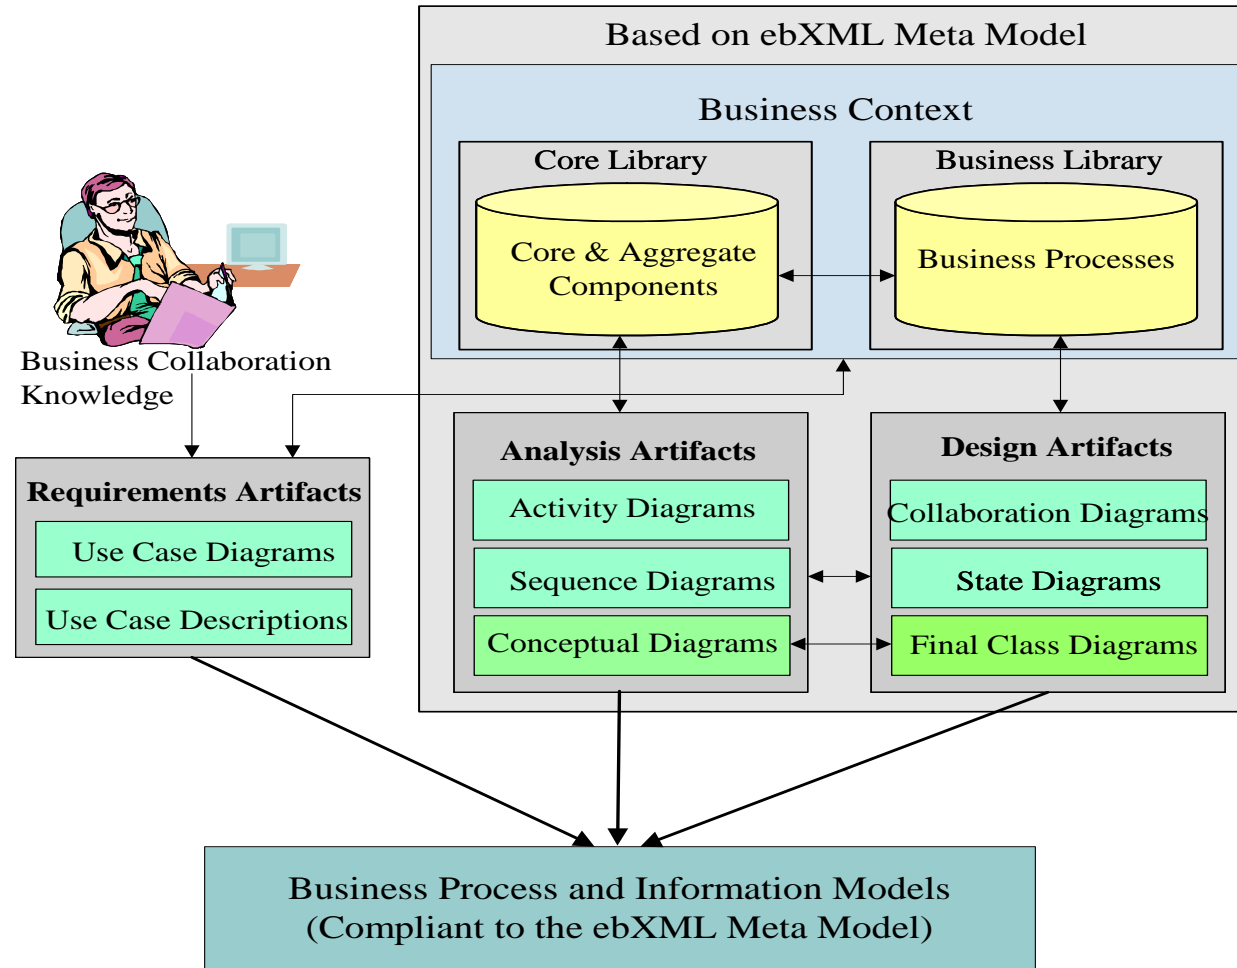 Based on ebXML Meta Model
Business Context
Core Library
Core & Aggregate
Components
Business Library
Business Processes
Business Collaboration
Knowledge
Requirements Artifacts
Use Case Diagrams
Use Case Descriptions
Analysis Artifacts
Activity Diagrams
Sequence Diagrams
Conceptual Diagrams
Design Artifacts
Collaboration Diagrams
State Diagrams
Final Class Diagrams
Business Process and Information Models
(Compliant to the ebXML Meta Model)